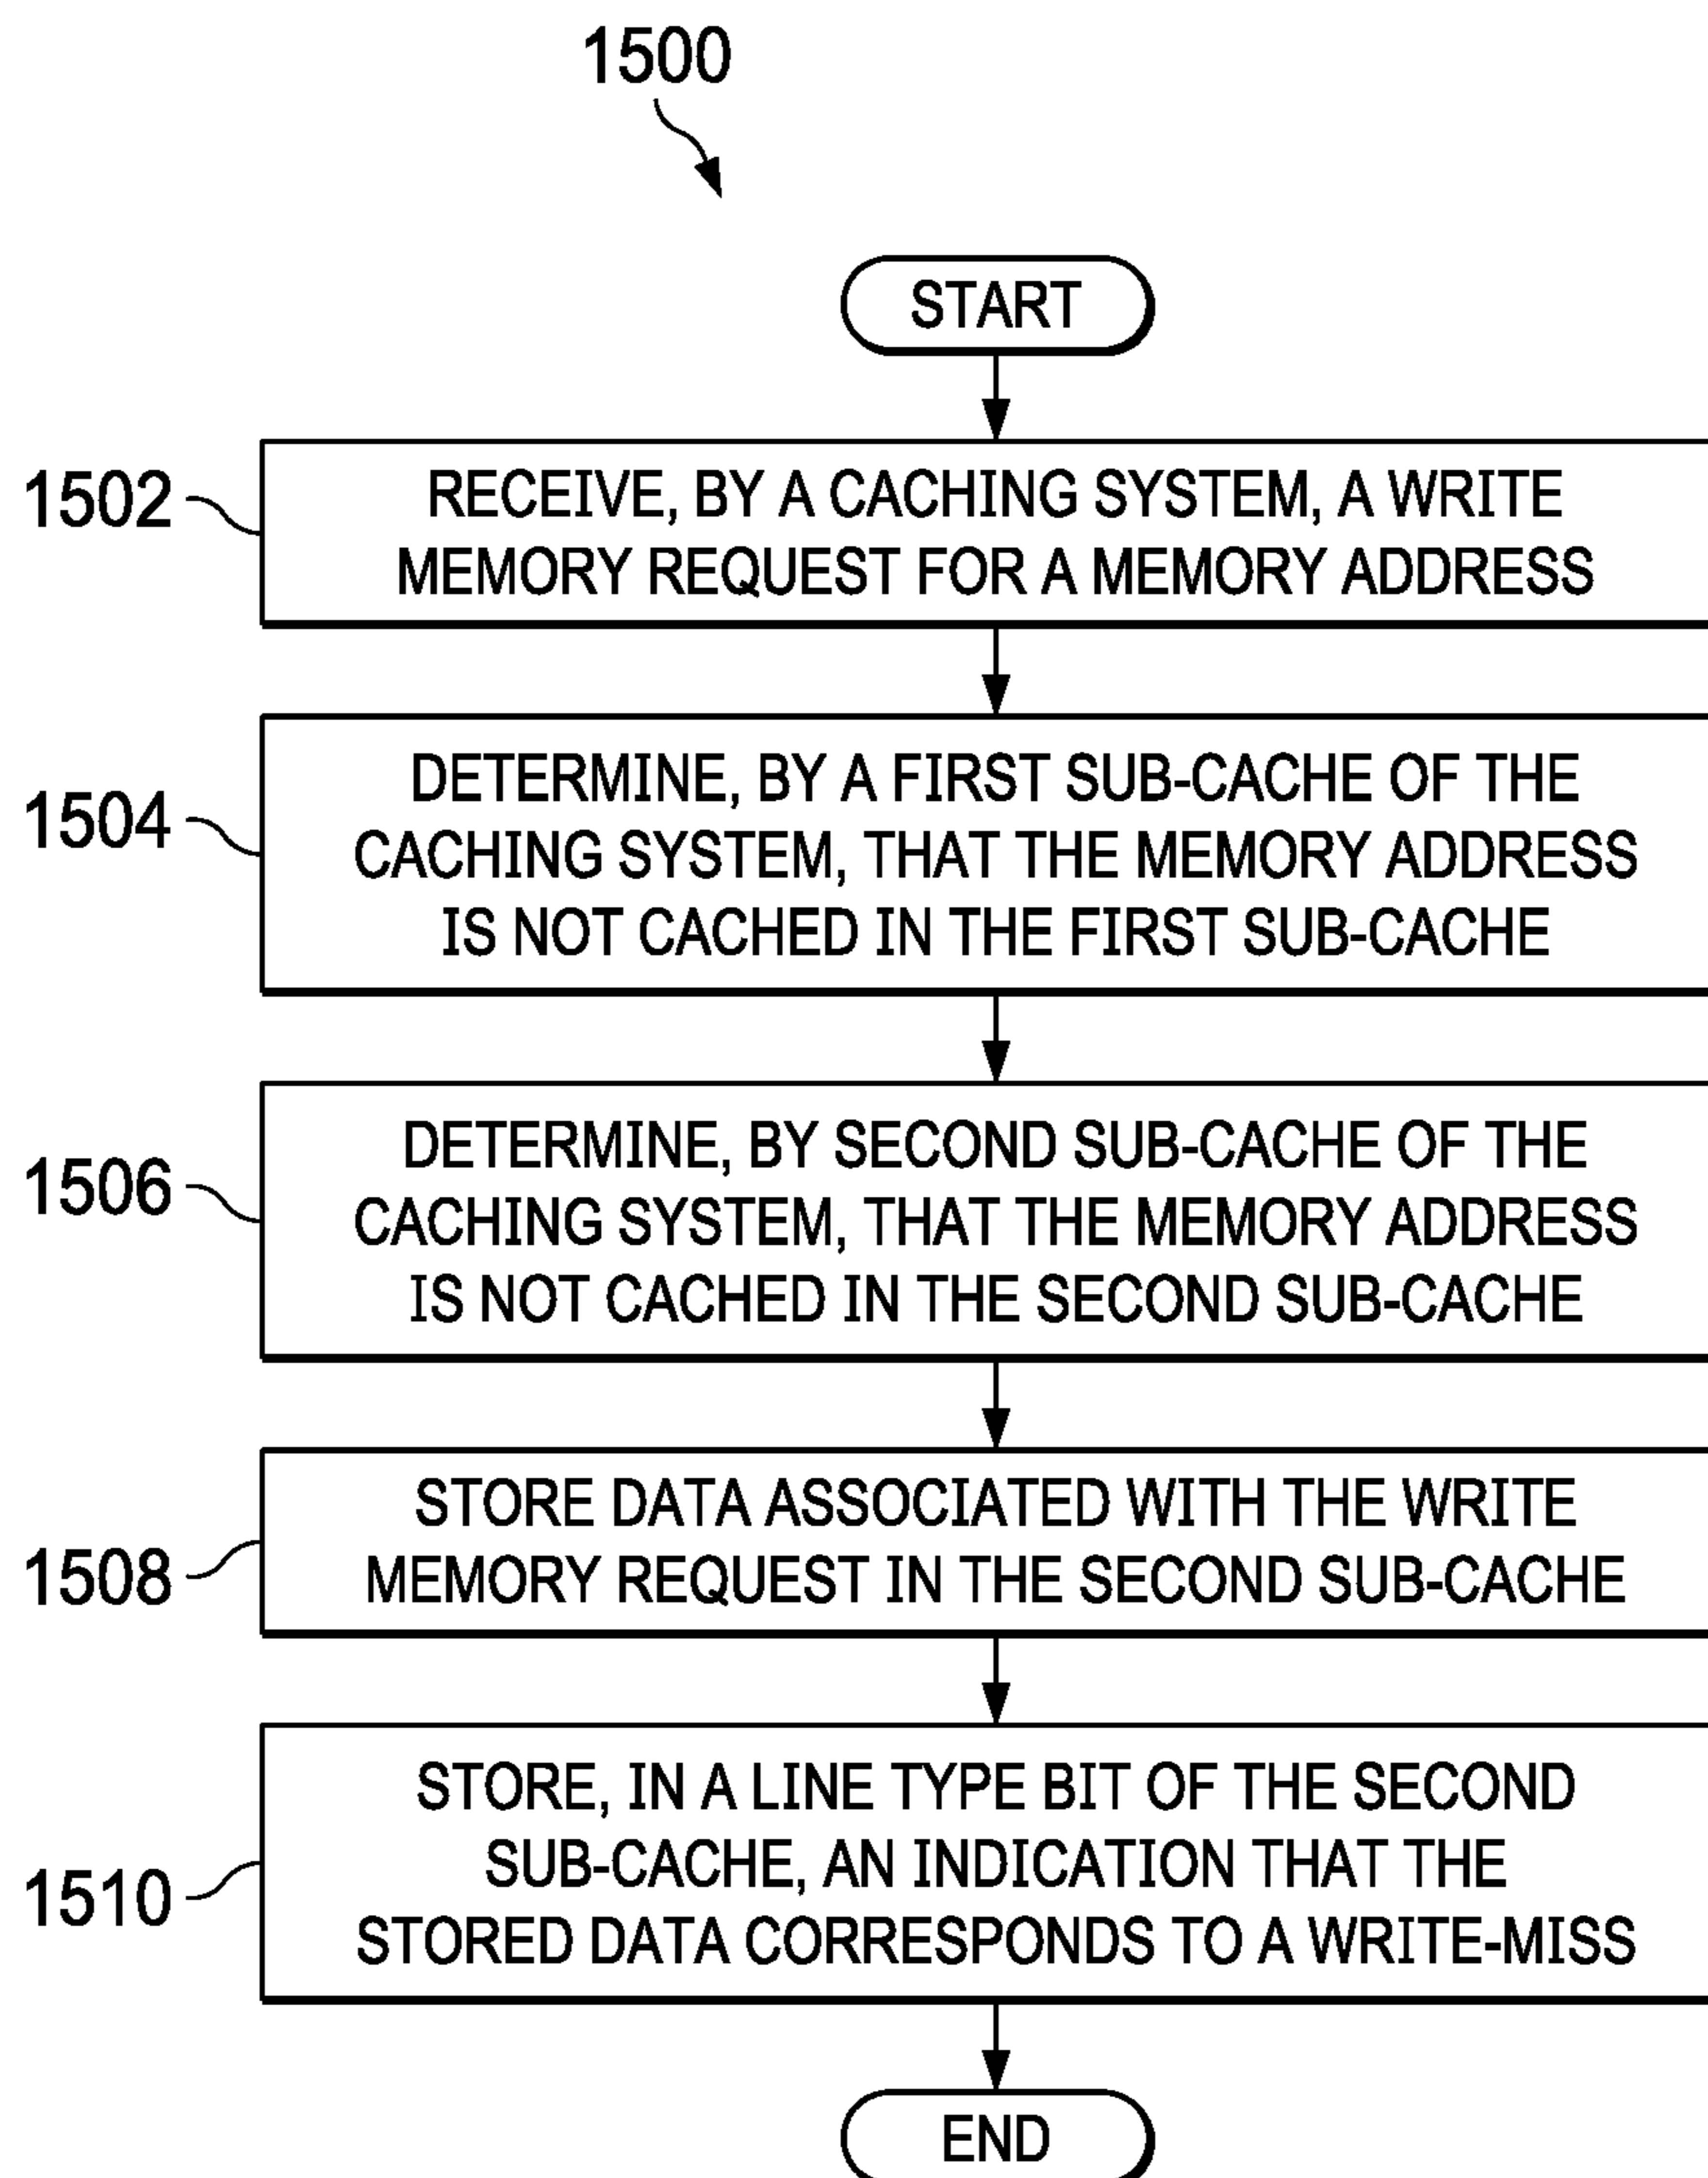 1500
START
1502
RECEIVE, BY A CACHING SYSTEM, A WRITE
MEMORY REQUEST FOR A MEMORY ADDRESS
1504
DETERMINE, BY A FIRST SUB-CACHE OF THE
CACHING SYSTEM, THAT THE MEMORY ADDRESS
IS NOT CACHED IN THE FIRST SUB-CACHE
1506
DETERMINE, BY SECOND SUB-CACHE OF THE
CACHING SYSTEM, THAT THE MEMORY ADDRESS
IS NOT CACHED IN THE SECOND SUB-CACHE
1508
STORE DATA ASSOCIATED WITH THE WRITE
MEMORY REQUEST IN THE SECOND SUB-CACHE
1510
STORE, IN A LINE TYPE BIT OF THE SECOND
SUB-CACHE, AN INDICATION THAT THE
STORED DATA CORRESPONDS TO A WRITE-MISS
END